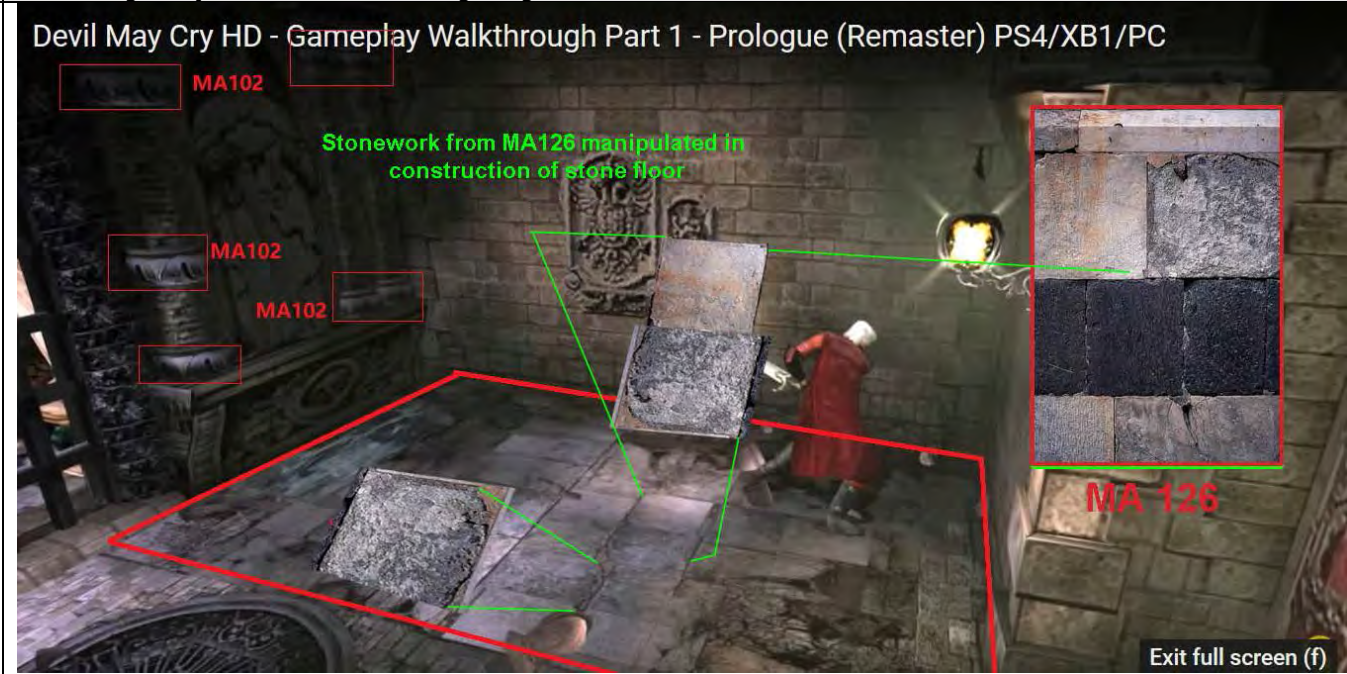 Devil May Cry HD - Gameplay Walkthrough Part 1 - Prologue (Remaster) PS4/XB1/PC
MA102
Stonework from MA126 manipulated in
construction of stone floor
MA102
MA102
MA 126
Exit full screen (f)